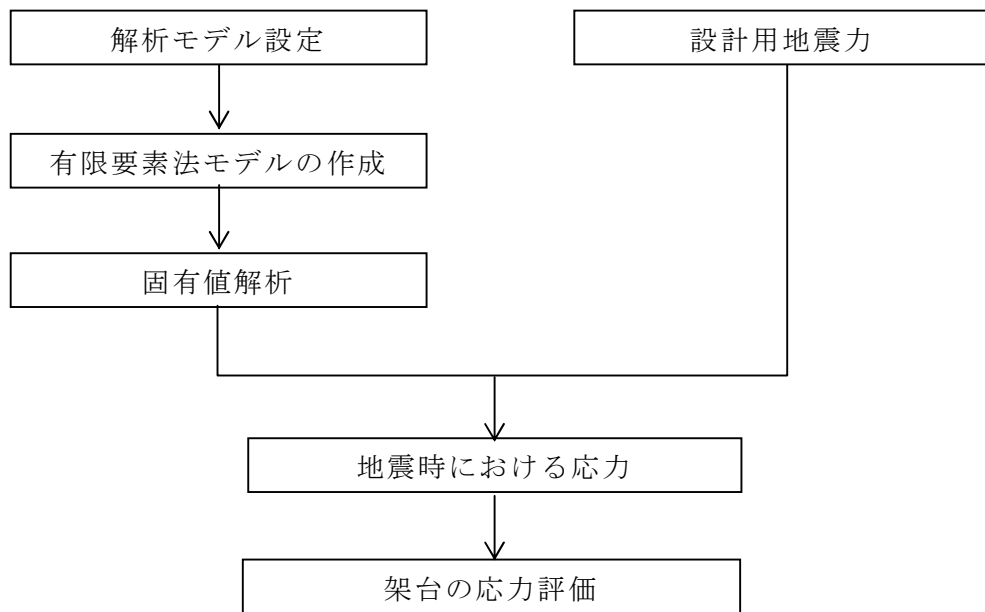 解析モデル設定
設計用地震力
有限要素法モデルの作成
固有値解析
地震時における応力
架台の応力評価